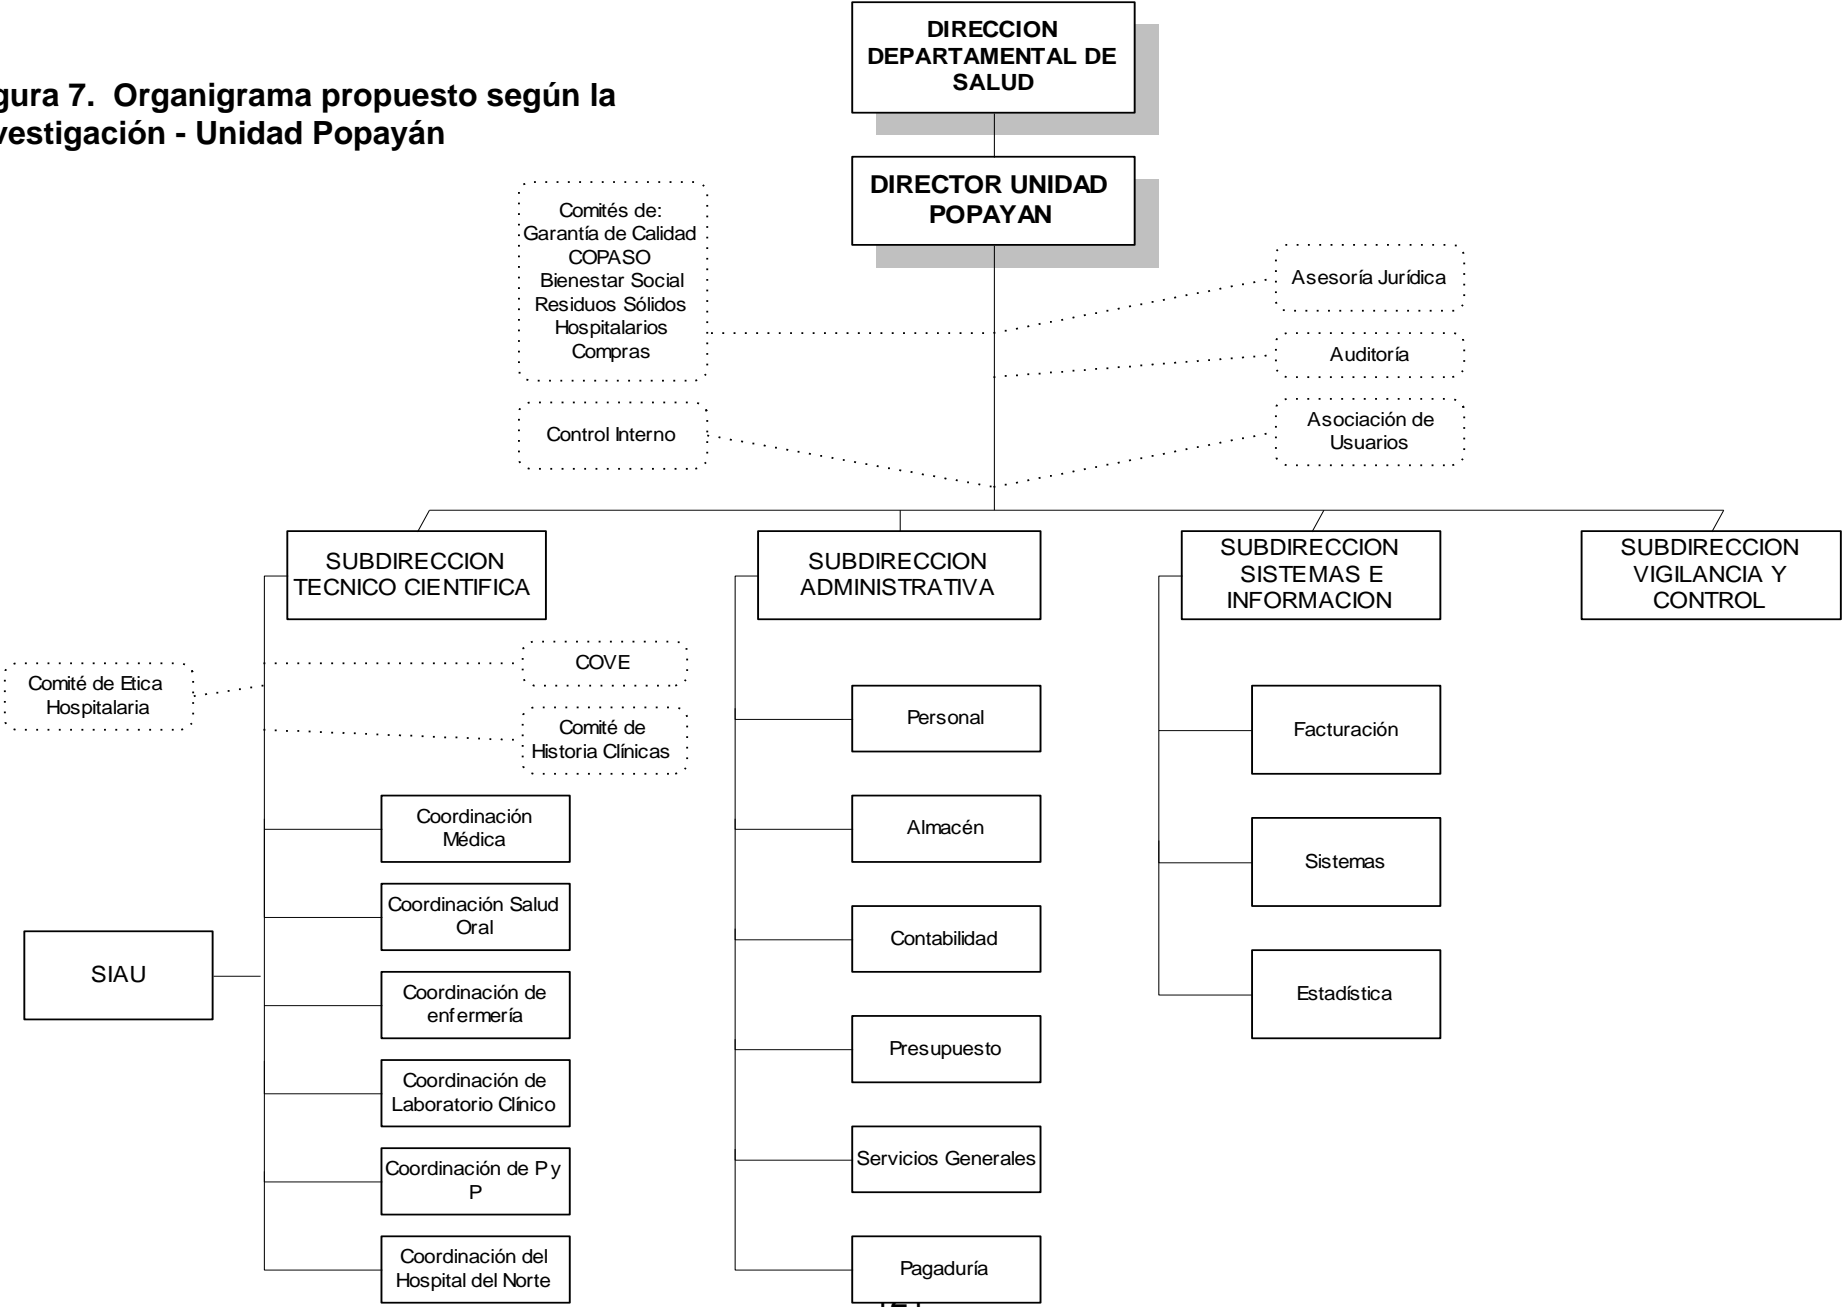 DIRECCION
DEPARTAMENTAL DE
SALUD
gura 7. Organigrama propuesto según la
vestigación - Unidad Popayán
DIRECTOR UNIDAD
POPAYAN
Comités de:
Garantía de Calidad
COPASO
Bienestar Social
Residuos Sólidos
Hospitalarios
Compras
Asesoría Jurídica
Auditoría
Control Interno
Asociación de
Usuarios
SUBDIRECCION
TECNICO CIENTIFICA
SUBDIRECCION
ADMINISTRATIVA
SUBDIRECCION
SISTEMAS E
INFORMACION
SUBDIRECCION
VIGILANCIA Y
CONTROL
Comité de Etica
Hospitalaria
COVE
Comité de
Historia Clínicas
SIAU
Coordinación
Médica
Coordinación Salud
Oral
Coordinación de
enfermería
Coordinación de
Laboratorio Clínico
Coordinación de P y
P
Coordinación del
Hospital del Norte
Personal
Almacén
Contabilidad
Presupuesto
Servicios Generales
Pagaduría
Facturación
Sistemas
Estadística